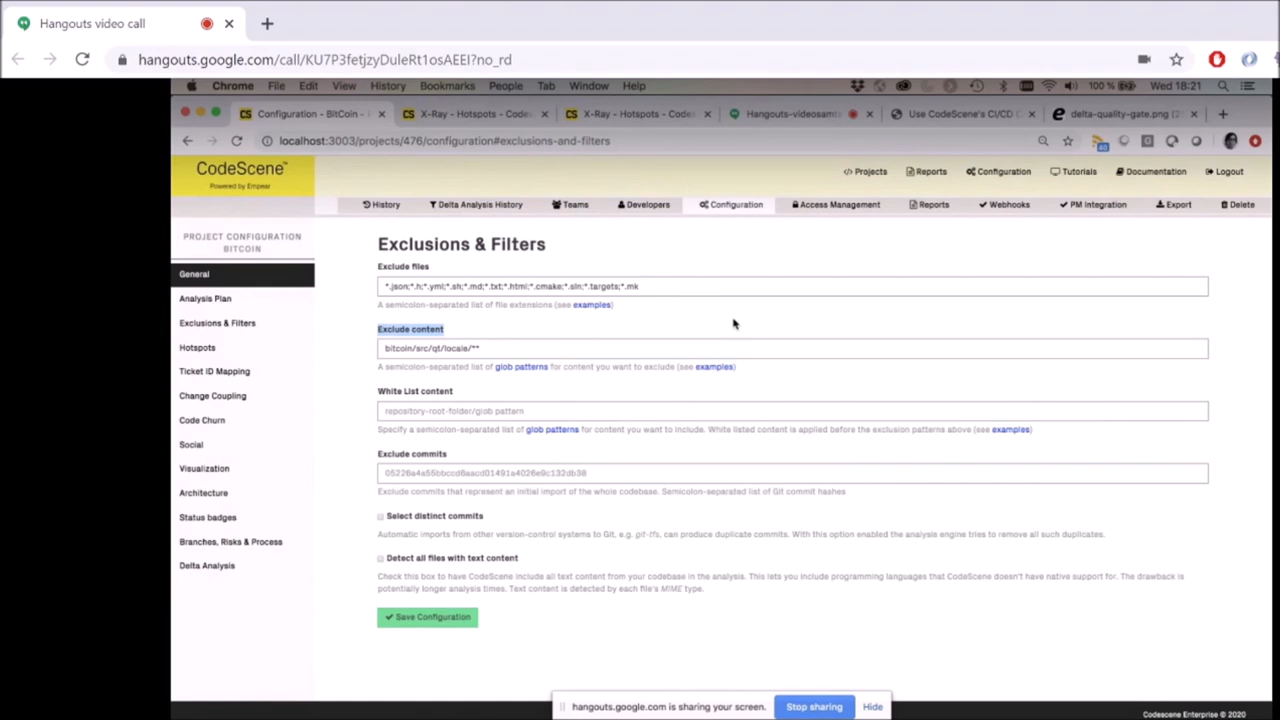 Hangouts video call
hangouts.google.com/call/KU7P3fetjzyDuleRt1osAEEI?no_rd
Chrome File Edit View History Bookmarks People Tab Window Help 100 % Wed 18:21
Configuration - BitCoin - X-Ray - Hotspots - Codes X-Ray - Hotspots - Codes Hangouts-videosamt Use CodeScene's CI/CD delta-quality-gate.png (2
localhost:3003/projects/476/configuration#exclusions-and-filters
CodeScene™
Powered by Empear
</> Projects Reports Configuration Tutorials Documentation Logout
History Delta Analysis History Teams Developers Configuration Access Management Reports Webhooks PM Integration Export Delete
PROJECT CONFIGURATION
BITCOIN
General
Analysis Plan
Exclusions & Filters
Hotspots
Ticket ID Mapping
Change Coupling
Code Churn
Social
Visualization
Architecture
Status badges
Branches, Risks & Process
Delta Analysis
Exclusions & Filters
Exclude files
*.json;*.h;*.yml;*.sh;*.md;*.txt;*.html;*.cmake;*.sln;*.targets;*.mk
A semicolon-separated list of file extensions (see examples)
Exclude content
bitcoin/src/qt/locale/**
A semicolon-separated list of glob patterns for content you want to exclude (see examples)
White List content
repository-root-folder/glob pattern
Specify a semicolon-separated list of glob patterns for content you want to include. White listed content is applied before the exclusion patterns above (see examples)
Exclude commits
Exclude commits that represent an initial import of the whole codebase. Semicolon-separated list of Git commit hashes
Select distinct commits
Automatic imports from other version-control systems to Git, e.g. git-tfs, can produce duplicate commits. With this option enabled the analysis engine tries to remove all such duplicates.
Detect all files with text content
Check this box to have CodeScene include all text content from your codebase in the analysis. This lets you include programming languages that CodeScene doesn't have native support for. The drawback is
potentially longer analysis times. Text content is detected by each file's MIME type.
Save Configuration
hangouts.google.com is sharing your screen. Stop sharing Hide
Codescene Enterprise © 2020